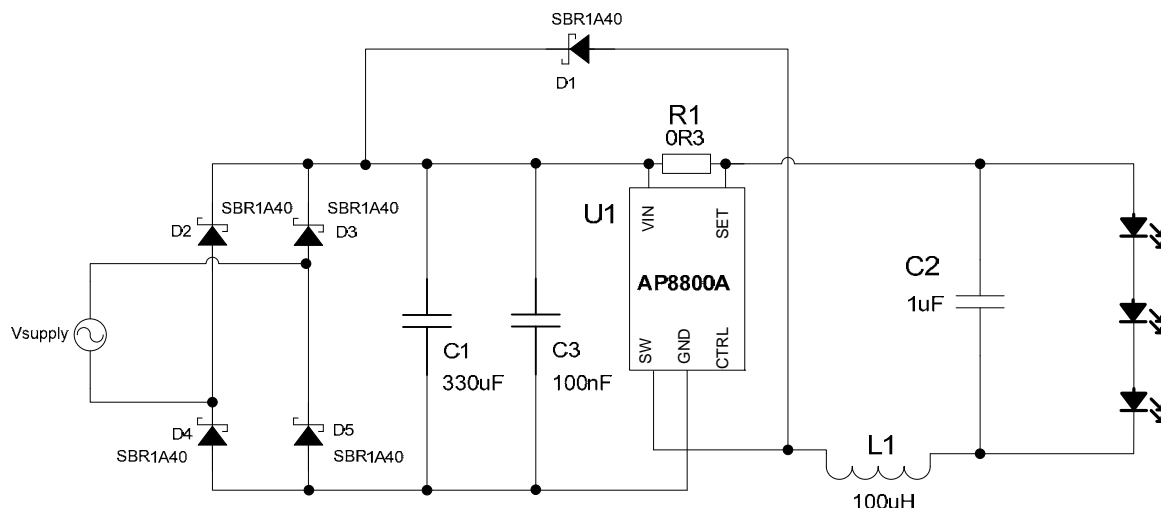 SBR1A40
D1
R1
0R3
SBR1A40
SBR1A40
D2
D3
U1
VIN
SET
AP8800A
SW
GND
CTRL
C2
1uF
Vsupply
C1
330uF
C3
100nF
D4
SBR1A40
D5
SBR1A40
L1
100uH